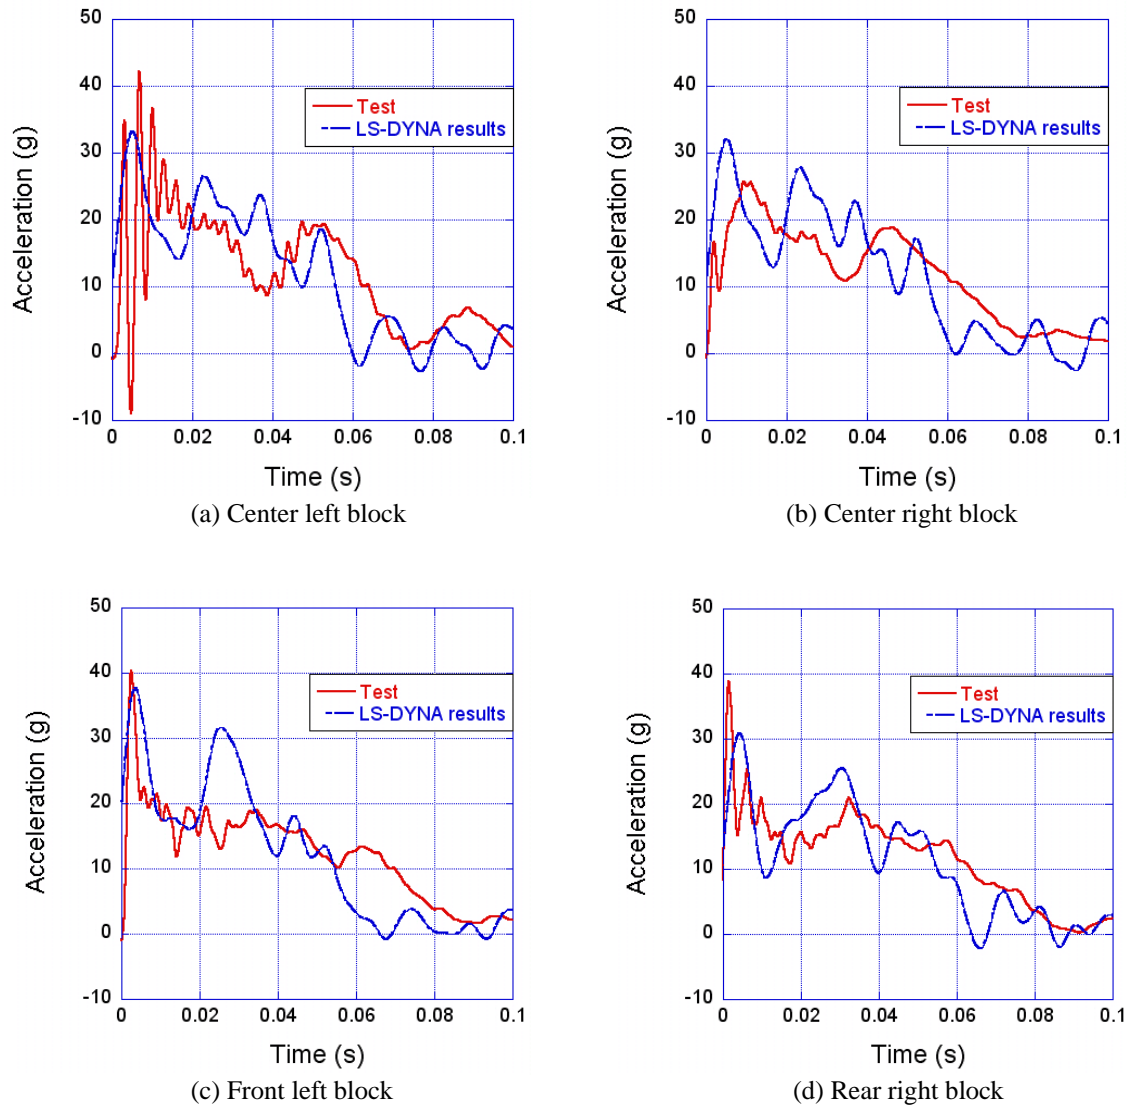 50
40
30
20
10
0
-10
Acceleration (g)
Test
LS-DYNA results
0 0.02 0.04 0.06 0.08 0.1
Time (s)
(a) Center left block
50
40
30
20
10
0
-10
Acceleration (g)
Test
LS-DYNA results
0 0.02 0.04 0.06 0.08 0.1
Time (s)
(b) Center right block
50
40
30
20
10
0
-10
Acceleration (g)
Test
LS-DYNA results
0 0.02 0.04 0.06 0.08 0.1
Time (s)
(c) Front left block
50
40
30
20
10
0
-10
Acceleration (g)
Test
LS-DYNA results
0 0.02 0.04 0.06 0.08 0.1
Time (s)
(d) Rear right block